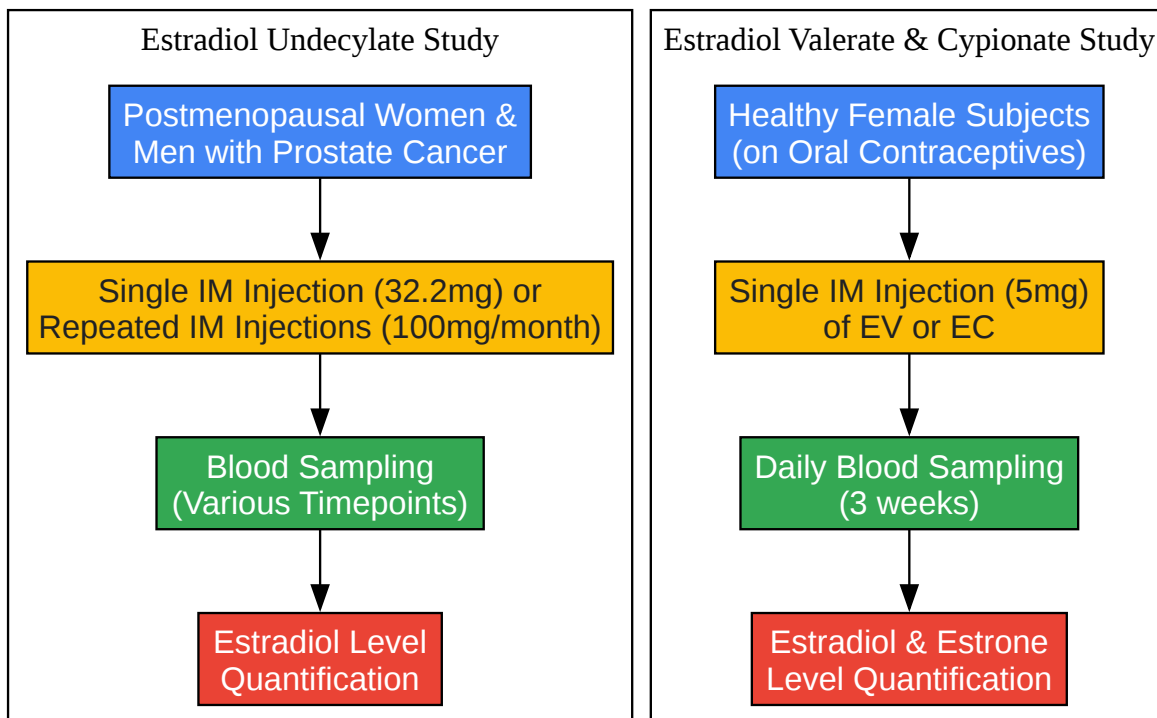 Estradiol Undecylate Study
Postmenopausal Women &
Men with Prostate Cancer
Single IM Injection (32.2mg) or
Repeated IM Injections (100mg/month)
Blood Sampling
(Various Timepoints)
Estradiol Level
Quantification
Estradiol Valerate & Cypionate Study
Healthy Female Subjects
(on Oral Contraceptives)
Single IM Injection (5mg)
of EV or EC
Daily Blood Sampling
(3 weeks)
Estradiol & Estrone
Level Quantification